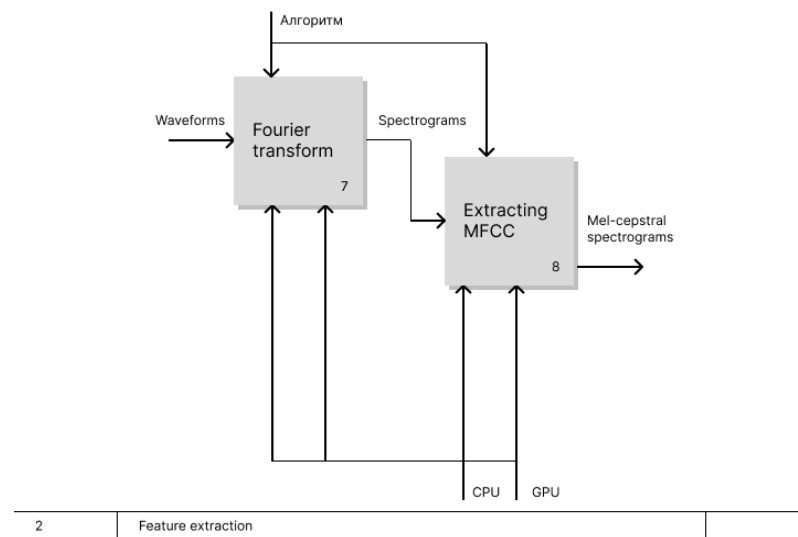 Алгоритм
Waveforms
Fourier
transform
7
Spectrograms
Extracting
MFCC
8
Mel-cepstral
spectrograms
CPU
GPU
2
Feature extraction